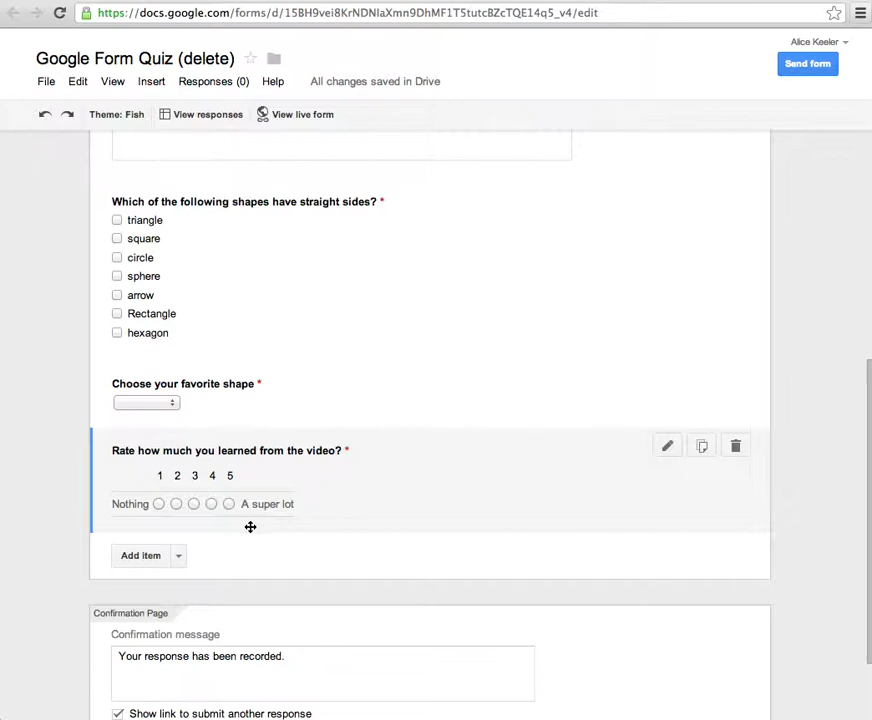 https://docs.google.com/forms/d/15BH9vei8KrNDNIaXmn9DhMF1T5tutcBZcTQE14q5_v4/edit
Alice Keeler
Google Form Quiz (delete)
Send form
File Edit View Insert Responses (0) Help All changes saved in Drive
Theme: Fish View responses View live form
Which of the following shapes have straight sides? *
triangle
square
circle
sphere
arrow
Rectangle
hexagon
Choose your favorite shape *
Rate how much you learned from the video? *
1 2 3 4 5
Nothing A super lot
Add item
Confirmation Page
Confirmation message
Your response has been recorded.
Show link to submit another response